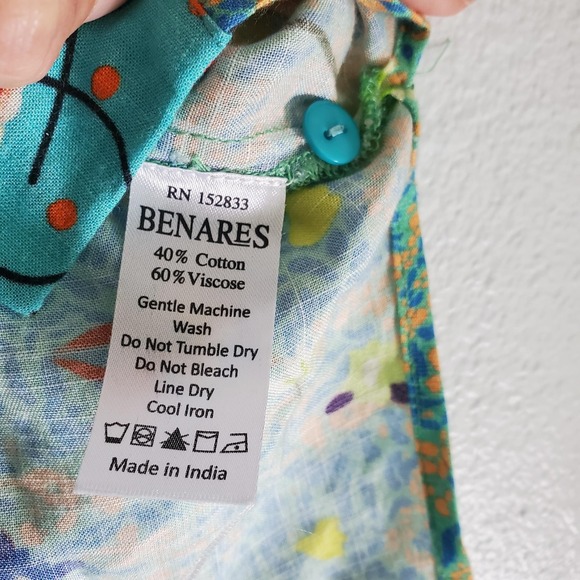 RN 152833
BENARES
40% Cotton
60% Viscose
Gentle Machine
Wash
Do Not Tumble Dry
Do Not Bleach
Line Dry
Cool Iron
Made in India